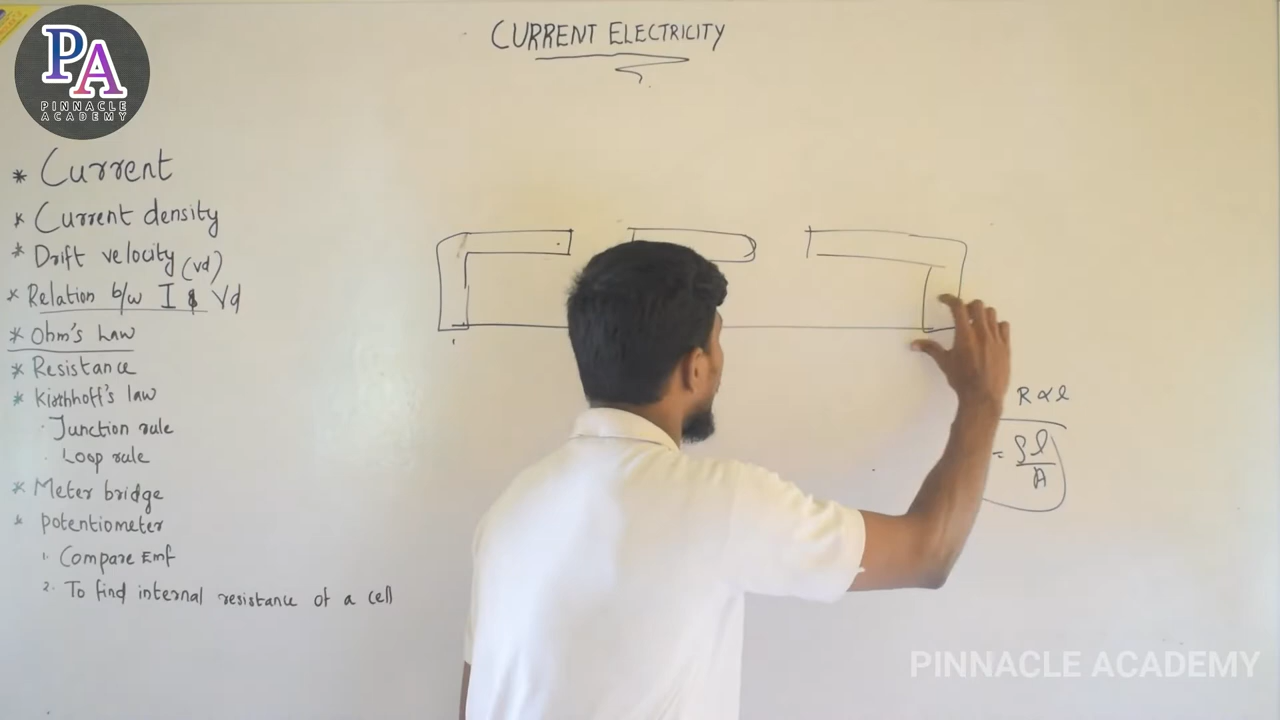 PA
PINNACLE
ACADEMY
CURRENT ELECTRICITY
* Current
* Current density
* Drift velocity (vd)
* Relation b/w I & Vd
* Ohm's Law
* Resistance
* Kirchhoff's law
· Junction rule
· Loop rule
* Meter bridge
* potentiometer
1. Compare Emf
2. To find internal resistance of a cell
R ∝ l
= ρl/A
PINNACLE ACADEMY